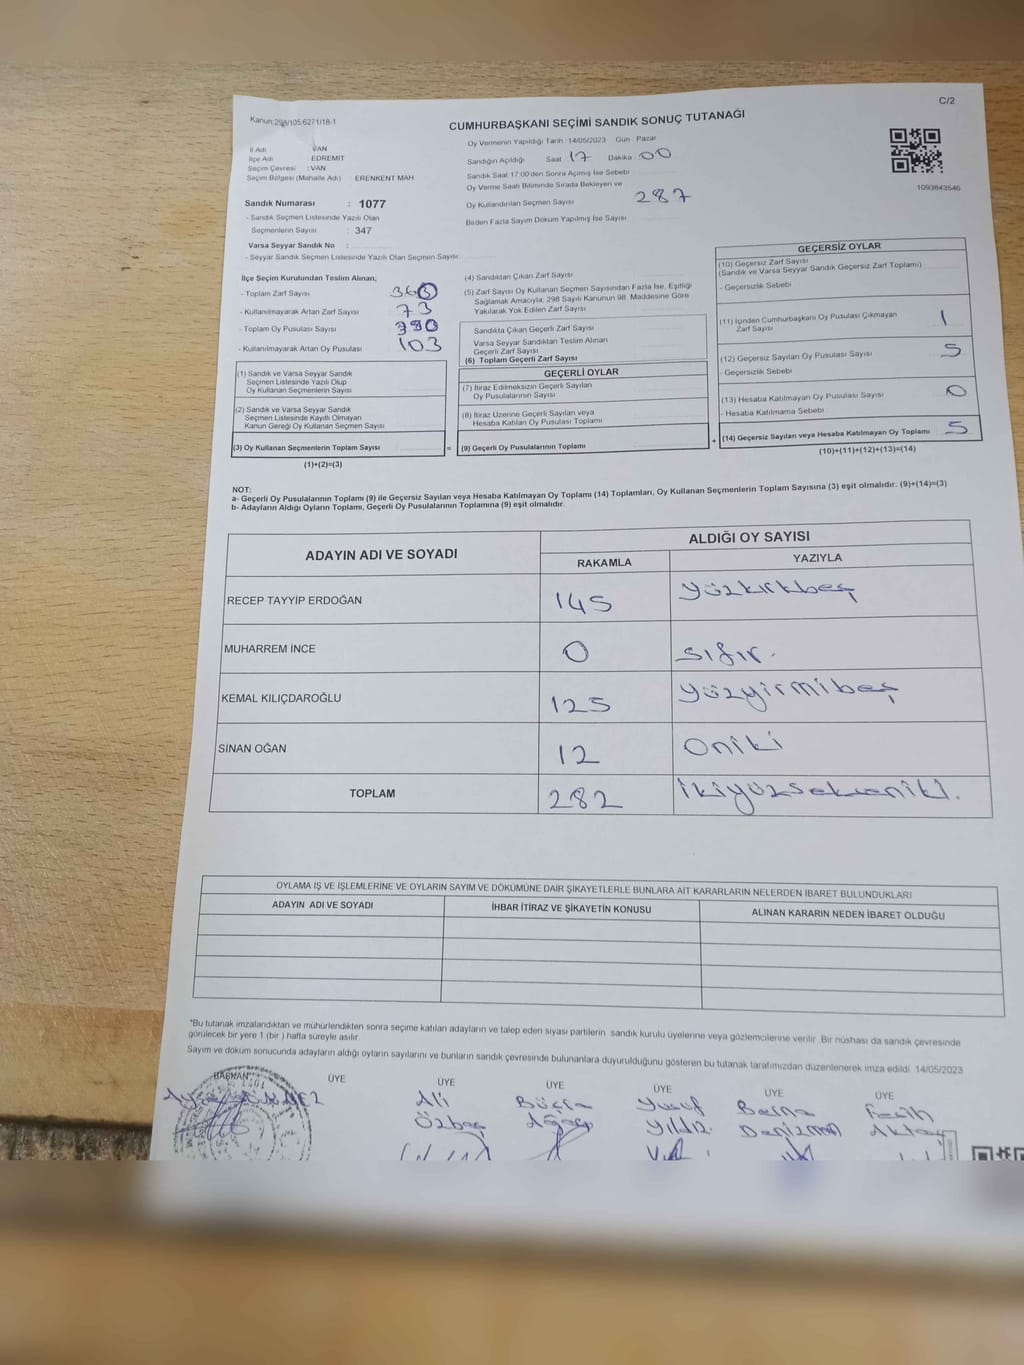 Kanun:298/105;6271/18-1
C/2
CUMHURBAŞKANI SEÇİMİ SANDIK SONUÇ TUTANAĞI
İl Adı VAN
İlçe Adı : EDREMİT
Seçim Çevresi : VAN
Seçim Bölgesi (Mahalle Adı) : ERENKENT MAH.
Sandık Numarası : 1077
- Sandık Seçmen Listesinde Yazılı Olan
Seçmenlerin Sayısı : 347
Varsa Seyyar Sandık No :
- Seyyar Sandık Seçmen Listesinde Yazılı Olan Seçmen Sayısı
Oy Vermenin Yapıldığı Tarih : 14/05/2023 Gün : Pazar
Sandığın Açıldığı Saat 17 Dakika 00
Sandık Saat 17:00'den Sonra Açılmış İse Sebebi
Oy Verme Saati Bitiminde Sırada Bekleyen ve
Oy Kullandırılan Seçmen Sayısı 287
Birden Fazla Sayım Döküm Yapılmış İse Sayısı
1093843546
İlçe Seçim Kurulundan Teslim Alınan;
- Toplam Zarf Sayısı
- Kullanılmayarak Artan Zarf Sayısı 73
- Toplam Oy Pusulası Sayısı
- Kullanılmayarak Artan Oy Pusulası 103
(1) Sandık ve Varsa Seyyar Sandık
Seçmen Listesinde Yazılı Olup
Oy Kullanan Seçmenlerin Sayısı
(2) Sandık ve Varsa Seyyar Sandık
Seçmen Listesinde Kayıtlı Olmayan
Kanun Gereği Oy Kullanan Seçmen Sayısı
(3) Oy Kullanan Seçmenlerin Toplam Sayısı
(1)+(2)=(3)
(4) Sandıktan Çıkan Zarf Sayısı
(5) Zarf Sayısı Oy Kullanan Seçmen Sayısından Fazla İse, Eşitliği
Sağlamak Amacıyla; 298 Sayılı Kanunun 98. Maddesine Göre
Yakılarak Yok Edilen Zarf Sayısı
Sandıkta Çıkan Geçerli Zarf Sayısı
Varsa Seyyar Sandıktan Teslim Alınan
Geçerli Zarf Sayısı
(6) Toplam Geçerli Zarf Sayısı
GEÇERLİ OYLAR
(7) İtiraz Edilmeksizin Geçerli Sayılan
Oy Pusulalarının Sayısı
(8) İtiraz Üzerine Geçerli Sayılan veya
Hesaba Katılan Oy Pusulası Toplamı
= (9) Geçerli Oy Pusulalarının Toplamı
GEÇERSİZ OYLAR
(10) Geçersiz Zarf Sayısı
(Sandık ve Varsa Seyyar Sandık Geçersiz Zarf Toplamı)
- Geçersizlik Sebebi
(11) İçinden Cumhurbaşkanı Oy Pusulası Çıkmayan
Zarf Sayısı 1
(12) Geçersiz Sayılan Oy Pusulası Sayısı 5
- Geçersizlik Sebebi
(13) Hesaba Katılmayan Oy Pusulası Sayısı 0
- Hesaba Katılmama Sebebi
+ (14) Geçersiz Sayılan veya Hesaba Katılmayan Oy Toplamı 5
(10)+(11)+(12)+(13)=(14)
NOT:
a- Geçerli Oy Pusulalarının Toplamı (9) ile Geçersiz Sayılan veya Hesaba Katılmayan Oy Toplamı (14) Toplamları, Oy Kullanan Seçmenlerin Toplam Sayısına (3) eşit olmalıdır. (9)+(14)=(3)
b- Adayların Aldığı Oyların Toplamı, Geçerli Oy Pusulalarının Toplamına (9) eşit olmalıdır.
ADAYIN ADI VE SOYADI
ALDIĞI OY SAYISI
RAKAMLA YAZIYLA
RECEP TAYYİP ERDOĞAN 145 yüzkırkbeş
MUHARREM İNCE 0 sıfır.
KEMAL KILIÇDAROĞLU 125 yüzyirmibeş
SİNAN OĞAN 12 oniki
TOPLAM 282 ikiyüzsekseniki.
OYLAMA İŞ VE İŞLEMLERİNE VE OYLARIN SAYIM VE DÖKÜMÜNE DAİR ŞİKAYETLERLE BUNLARA AİT KARARLARIN NELERDEN İBARET BULUNDUKLARI
ADAYIN ADI VE SOYADI İHBAR İTİRAZ VE ŞİKAYETİN KONUSU ALINAN KARARIN NEDEN İBARET OLDUĞU
*Bu tutanak imzalandıktan ve mühürlendikten sonra seçime katılan adayların ve talep eden siyasi partilerin sandık kurulu üyelerine veya gözlemcilerine verilir. Bir nüshası da sandık çevresinde
görülecek bir yere 1 (bir) hafta süreyle asılır.
Sayım ve döküm sonucunda adayların aldığı oyların sayılarını ve bunların sandık çevresinde bulunanlara duyurulduğunu gösteren bu tutanak tarafımızdan düzenlenerek imza edildi. 14/05/2023
BAŞKAN ÜYE ÜYE ÜYE ÜYE ÜYE ÜYE
Ali Yusuf Berna Fesih
Özbaş Yıldız Aktaş